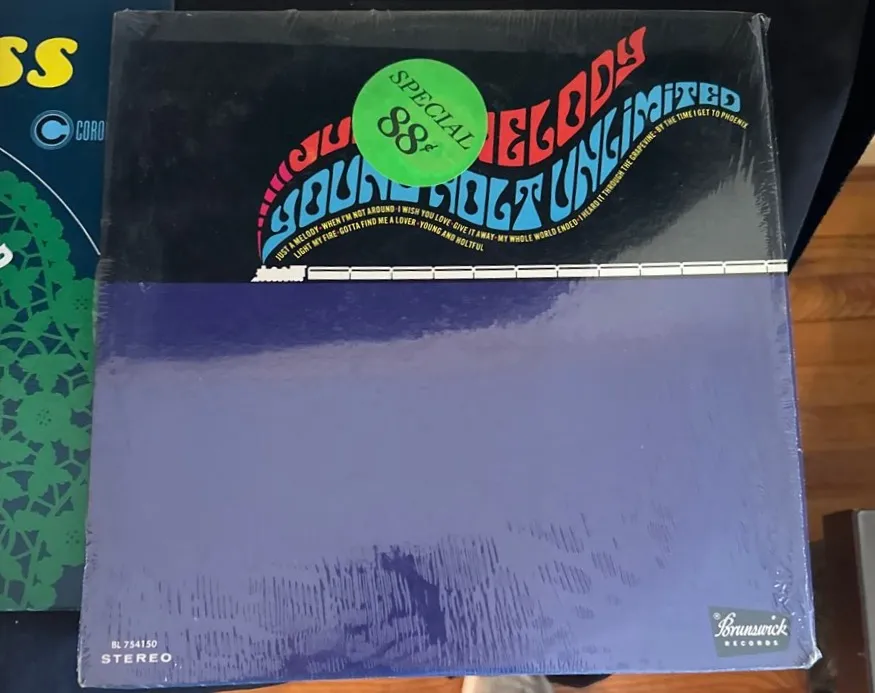 SS
CORO
SPECIAL
88¢
JU ELODY
YOUNG HOLT UNLIMITED
JUST A MELODY · WHEN I'M NOT AROUND · I WISH YOU LOVE · GIVE IT AWAY · MY WHOLE WORLD ENDED · I HEARD IT THROUGH THE GRAPEVINE · BY THE TIME I GET TO PHOENIX
LIGHT MY FIRE · GOTTA FIND ME A LOVER · YOUNG AND HOLTFUL
BL 754150
STEREO
Brunswick
RECORDS